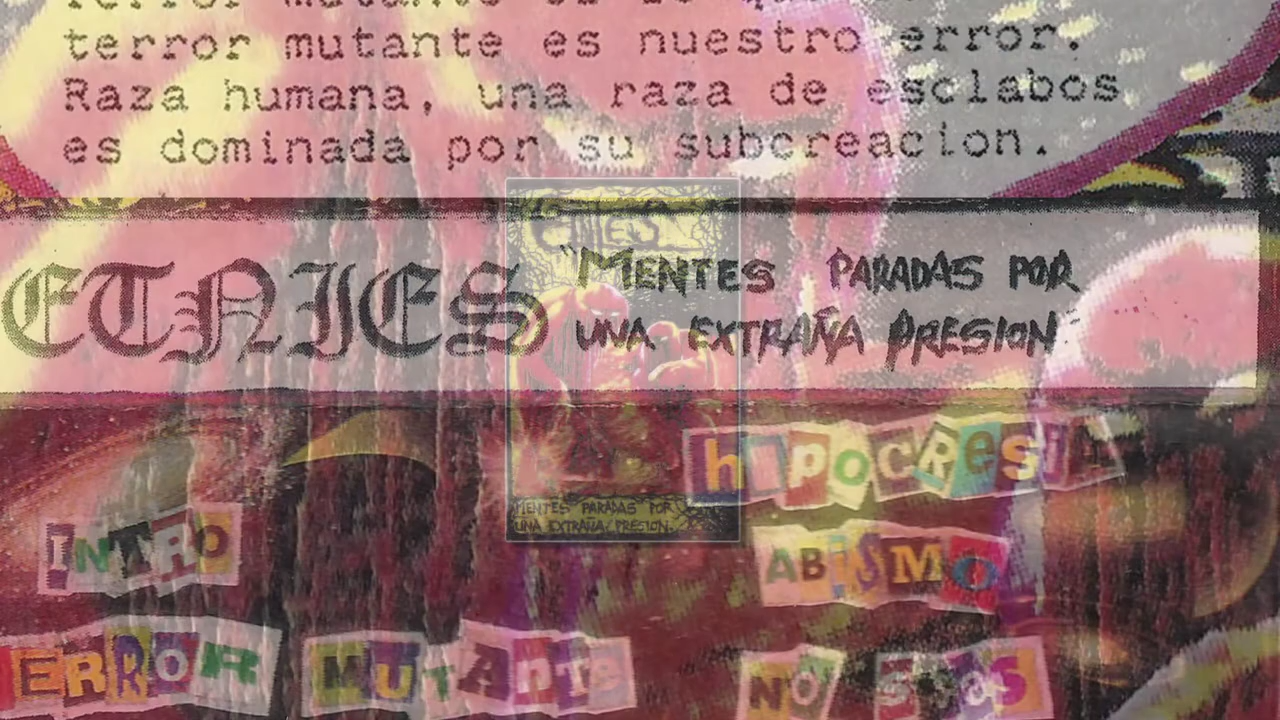 terror mutante es nuestro error.
Raza humana, una raza de esclabos
es dominada por su subcreacion.
ETNIES
"MENTES PARADAS POR
UNA EXTRAÑA PRESION"
MENTES PARADAS POR
UNA EXTRAÑA PRESION.
hIPOCRESIA
INTRO
ABISMO
ERROR MUTANTe
NO SeaS